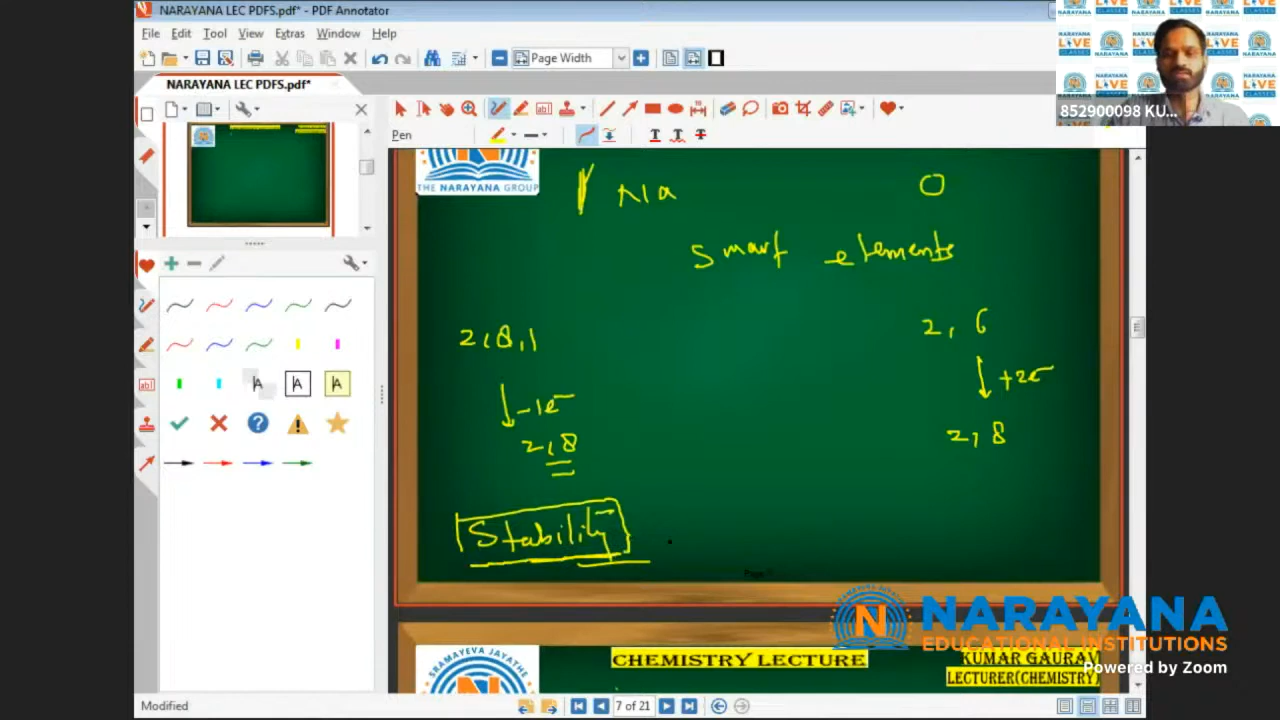 NARAYANA LEC PDFS.pdf* - PDF Annotator
File Edit Tool View Extras Window Help
Page Width
NARAYANA LEC PDFS.pdf*
852900098 KU...
Pen
THE NARAYANA GROUP
Na O
Smart elements
2,8,1 2, 6
-1e⁻ +2e⁻
2,8 2, 8
Stability
NARAYANA
EDUCATIONAL INSTITUTIONS
SAMAYEVA JAYATHE
CHEMISTRY LECTURE
KUMAR GAURAV
LECTURER(CHEMISTRY)
Powered by Zoom
Modified
7 of 21